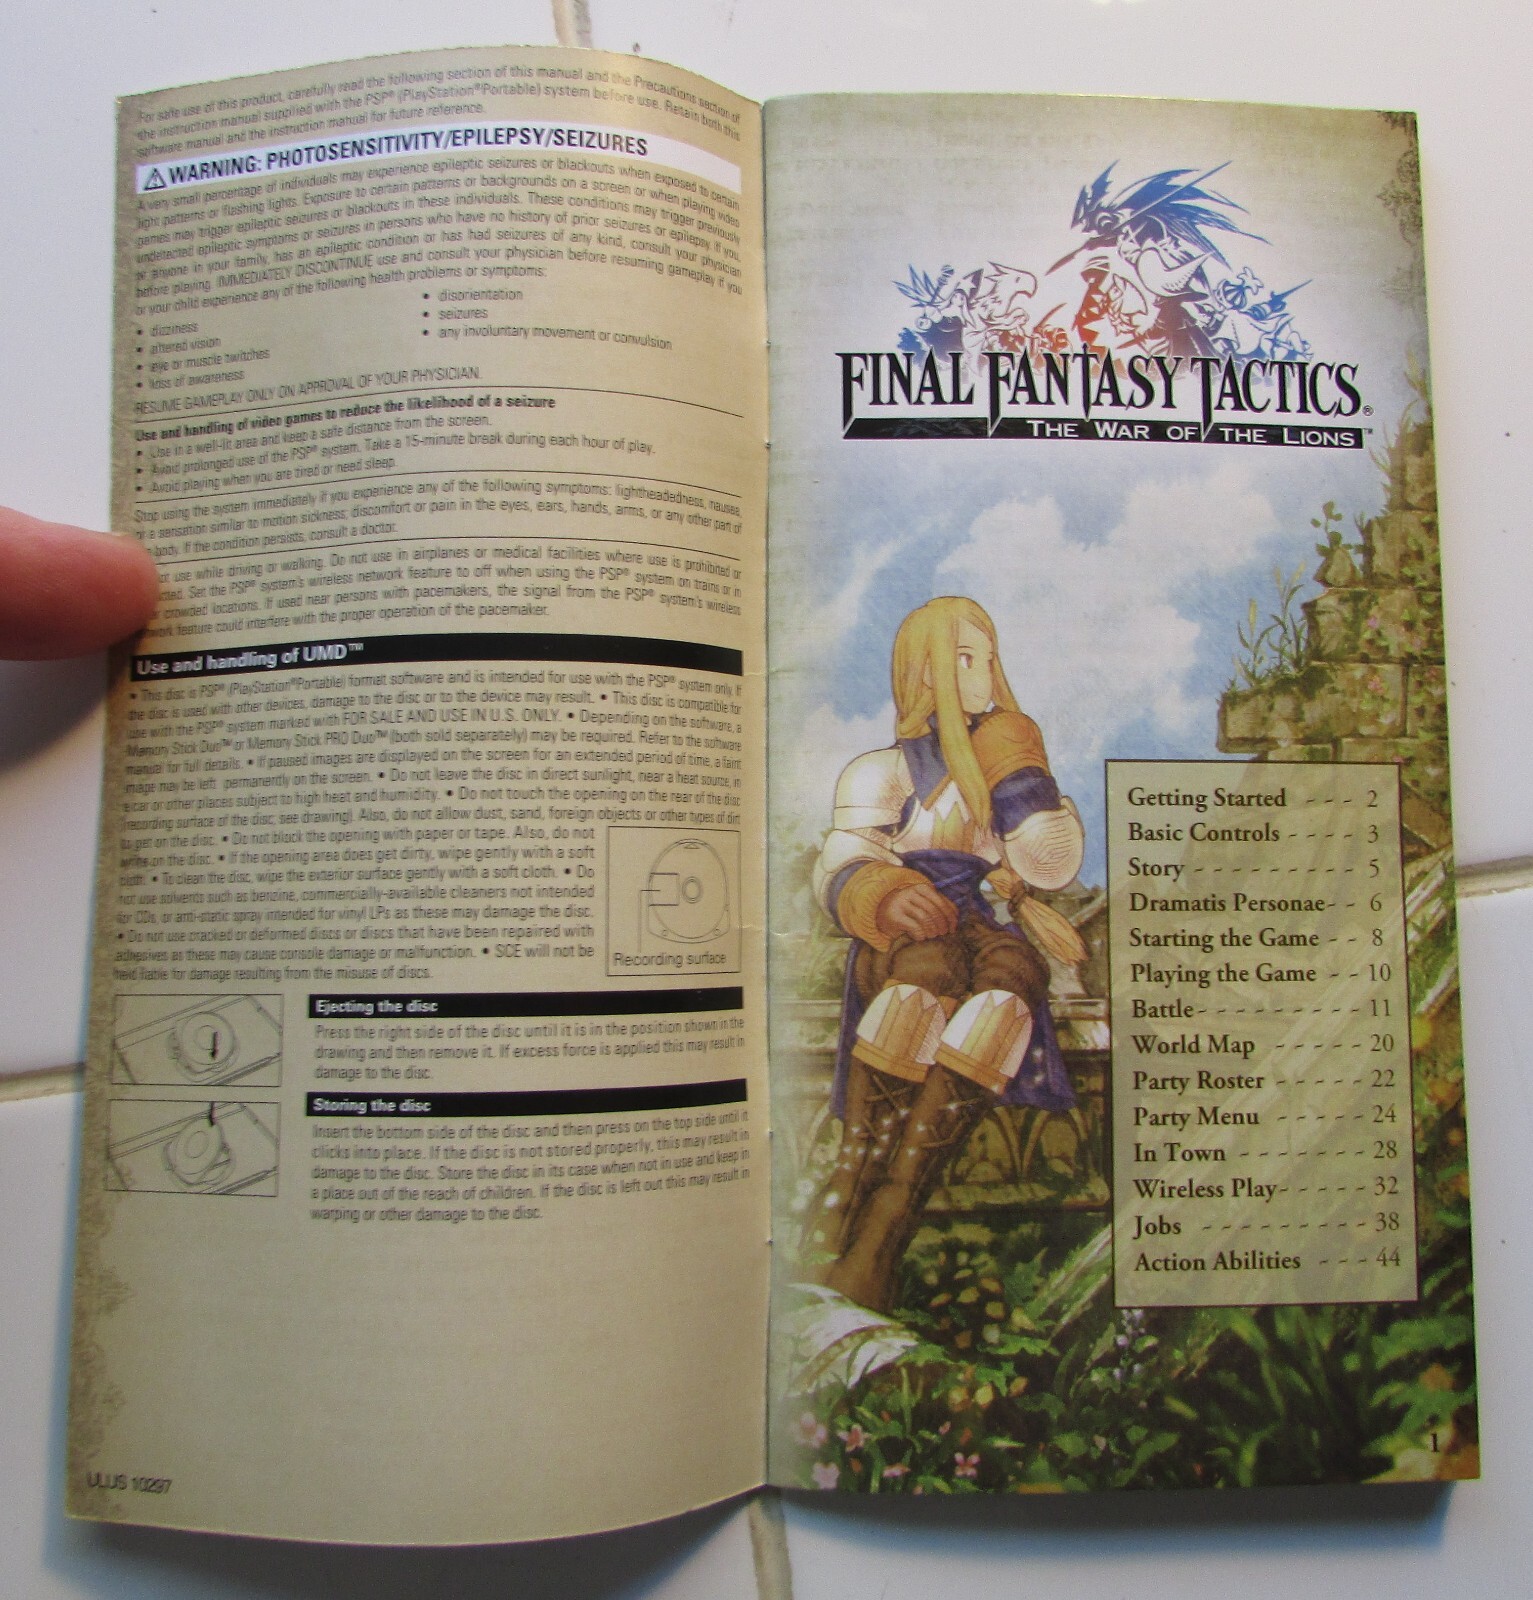 For safe use of this product, carefully read the following section of this manual and the Precautions section of
the instruction manual supplied with the PSP® (PlayStation®Portable) system before use. Retain both this
software manual and the instruction manual for future reference.
WARNING: PHOTOSENSITIVITY/EPILEPSY/SEIZURES
A very small percentage of individuals may experience epileptic seizures or blackouts when exposed to certain
light patterns or flashing lights. Exposure to certain patterns or backgrounds on a screen or when playing video
games may trigger epileptic seizures or blackouts in these individuals. These conditions may trigger previously
undetected epileptic symptoms or seizures in persons who have no history of prior seizures or epilepsy. If you,
or anyone in your family, has an epileptic condition or has had seizures of any kind, consult your physician
before playing. IMMEDIATELY DISCONTINUE use and consult your physician before resuming gameplay if you
or your child experience any of the following health problems or symptoms:
• dizziness
• altered vision
• eye or muscle twitches
• loss of awareness
• disorientation
• seizures
• any involuntary movement or convulsion
RESUME GAMEPLAY ONLY ON APPROVAL OF YOUR PHYSICIAN.
Use and handling of video games to reduce the likelihood of a seizure
• Use in a well-lit area and keep a safe distance from the screen.
• Avoid prolonged use of the PSP® system. Take a 15-minute break during each hour of play.
• Avoid playing when you are tired or need sleep.
Stop using the system immediately if you experience any of the following symptoms: lightheadedness, nausea,
or a sensation similar to motion sickness; discomfort or pain in the eyes, ears, hands, arms, or any other part of
body. If the condition persists, consult a doctor.
use while driving or walking. Do not use in airplanes or medical facilities where use is prohibited or
Set the PSP® system's wireless network feature to off when using the PSP® system on trains or in
crowded locations. If used near persons with pacemakers, the signal from the PSP® system's wireless
feature could interfere with the proper operation of the pacemaker.
Use and handling of UMD™
• This disc is PSP® (PlayStation®Portable) format software and is intended for use with the PSP® system only. If
the disc is used with other devices, damage to the disc or to the device may result. • This disc is compatible for
use with the PSP® system marked with FOR SALE AND USE IN U.S. ONLY. • Depending on the software, a
Memory Stick Duo™ or Memory Stick PRO Duo™ (both sold separately) may be required. Refer to the software
manual for full details. • If paused images are displayed on the screen for an extended period of time, a faint
image may be left permanently on the screen. • Do not leave the disc in direct sunlight, near a heat source, in
a car or other places subject to high heat and humidity. • Do not touch the opening on the rear of the disc
(recording surface of the disc; see drawing). Also, do not allow dust, sand, foreign objects or other types of dirt
to get on the disc. • Do not block the opening with paper or tape. Also, do not
write on the disc. • If the opening area does get dirty, wipe gently with a soft
cloth. • To clean the disc, wipe the exterior surface gently with a soft cloth. • Do
not use solvents such as benzine, commercially-available cleaners not intended
for CDs, or anti-static spray intended for vinyl LPs as these may damage the disc.
• Do not use cracked or deformed discs or discs that have been repaired with
adhesives as these may cause console damage or malfunction. • SCE will not be
held liable for damage resulting from the misuse of discs.
Recording surface
Ejecting the disc
Press the right side of the disc until it is in the position shown in the
drawing and then remove it. If excess force is applied this may result in
damage to the disc.
Storing the disc
Insert the bottom side of the disc and then press on the top side until it
clicks into place. If the disc is not stored properly, this may result in
damage to the disc. Store the disc in its case when not in use and keep in
a place out of the reach of children. If the disc is left out this may result in
warping or other damage to the disc.
ULUS 10297
FINAL FANTASY TACTICS®
THE WAR OF THE LIONS™
Getting Started - - - 2
Basic Controls - - - - 3
Story - - - - - - - - - 5
Dramatis Personae- - 6
Starting the Game - - 8
Playing the Game - - 10
Battle- - - - - - - - - 11
World Map - - - - - 20
Party Roster - - - - - 22
Party Menu - - - - - 24
In Town - - - - - - - 28
Wireless Play- - - - - 32
Jobs - - - - - - - - - 38
Action Abilities - - - 44
1